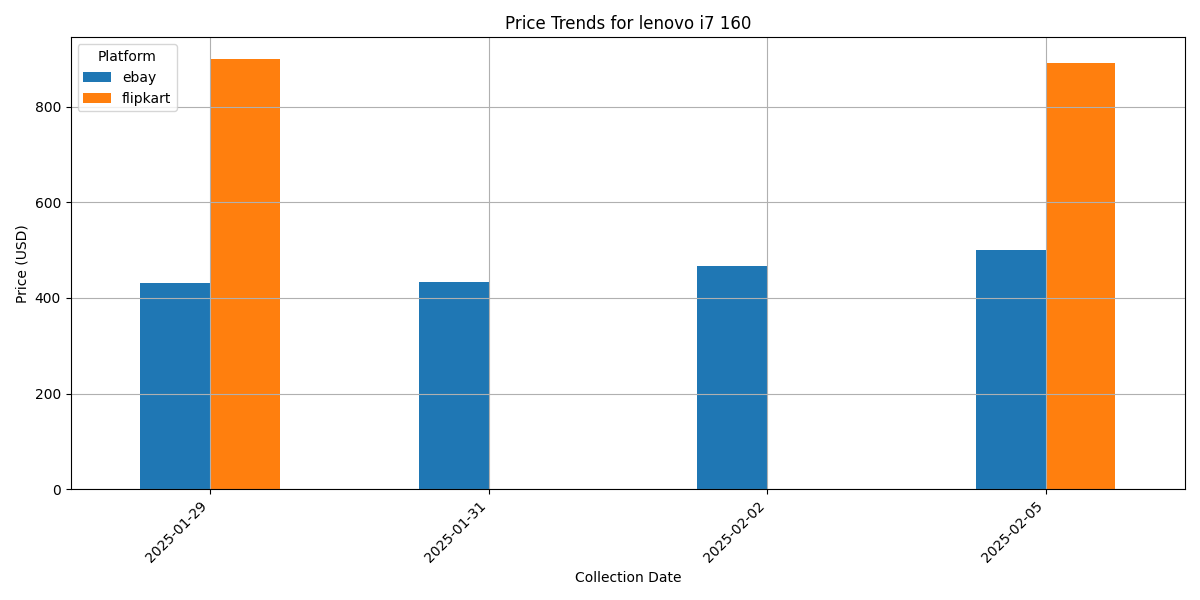 Price Trends for lenovo i7 160
Platform
ebay
flipkart
Price (USD)
800
600
400
200
0
2025-01-29
2025-01-31
2025-02-02
2025-02-05
Collection Date